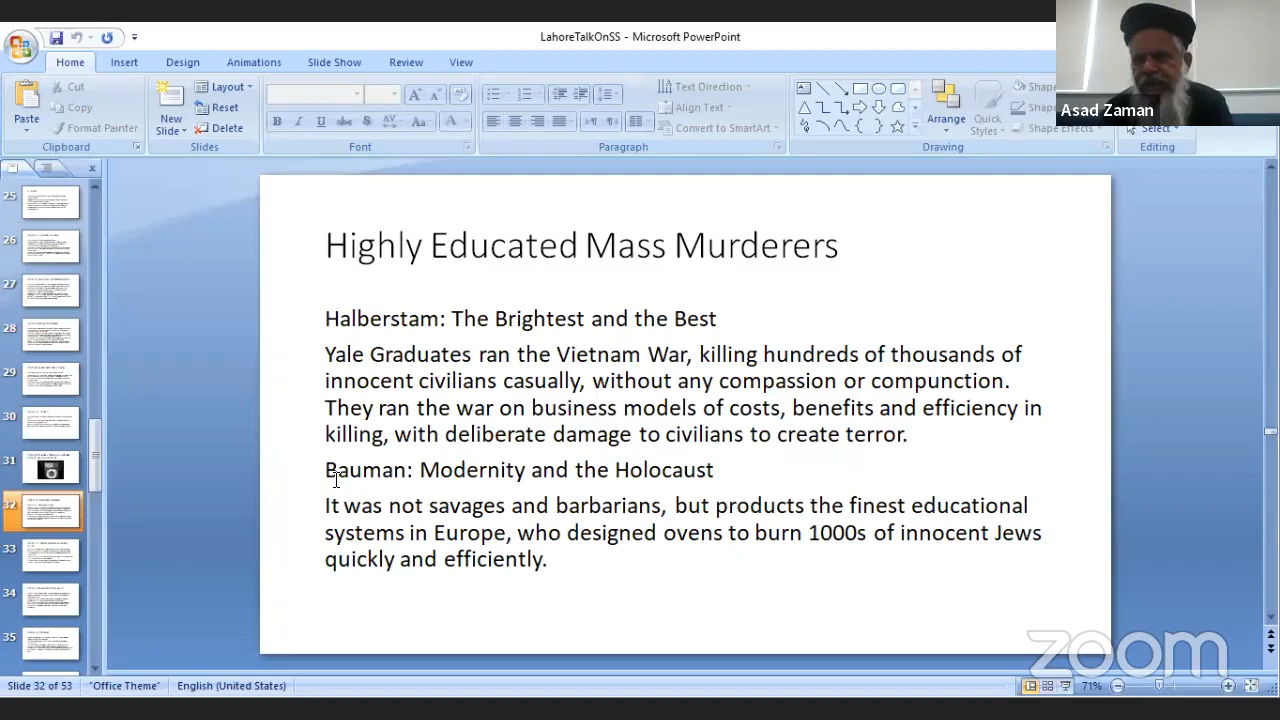 LahoreTalkOnSS - Microsoft PowerPoint
Asad Zaman
Home Insert Design Animations Slide Show Review View
Cut
Copy
Format Painter
Paste
Clipboard
New
Slide
Layout
Reset
Delete
Slides
B I U abe S AV Aa A
Font
Text Direction
Align Text
Convert to SmartArt
Paragraph
Arrange
Quick
Styles
Shape Effects
Drawing
Select
Editing
25
26
27
28
29
30
31
32
33
34
35
Highly Educated Mass Murderers
Halberstam: The Brightest and the Best
Yale Graduates ran the Vietnam War, killing hundreds of thousands of
innocent civilians casually, without any compassion or compunction.
They ran the war on business models of costs, benefits and efficiency in
killing, with deliberate damage to civilians to create terror.
Bauman: Modernity and the Holocaust
It was not savages and barbarians, but products the finest educational
systems in Europe, who designed ovens to burn 1000s of innocent Jews
quickly and efficiently.
zoom
Slide 32 of 53 "Office Theme" English (United States) 71%